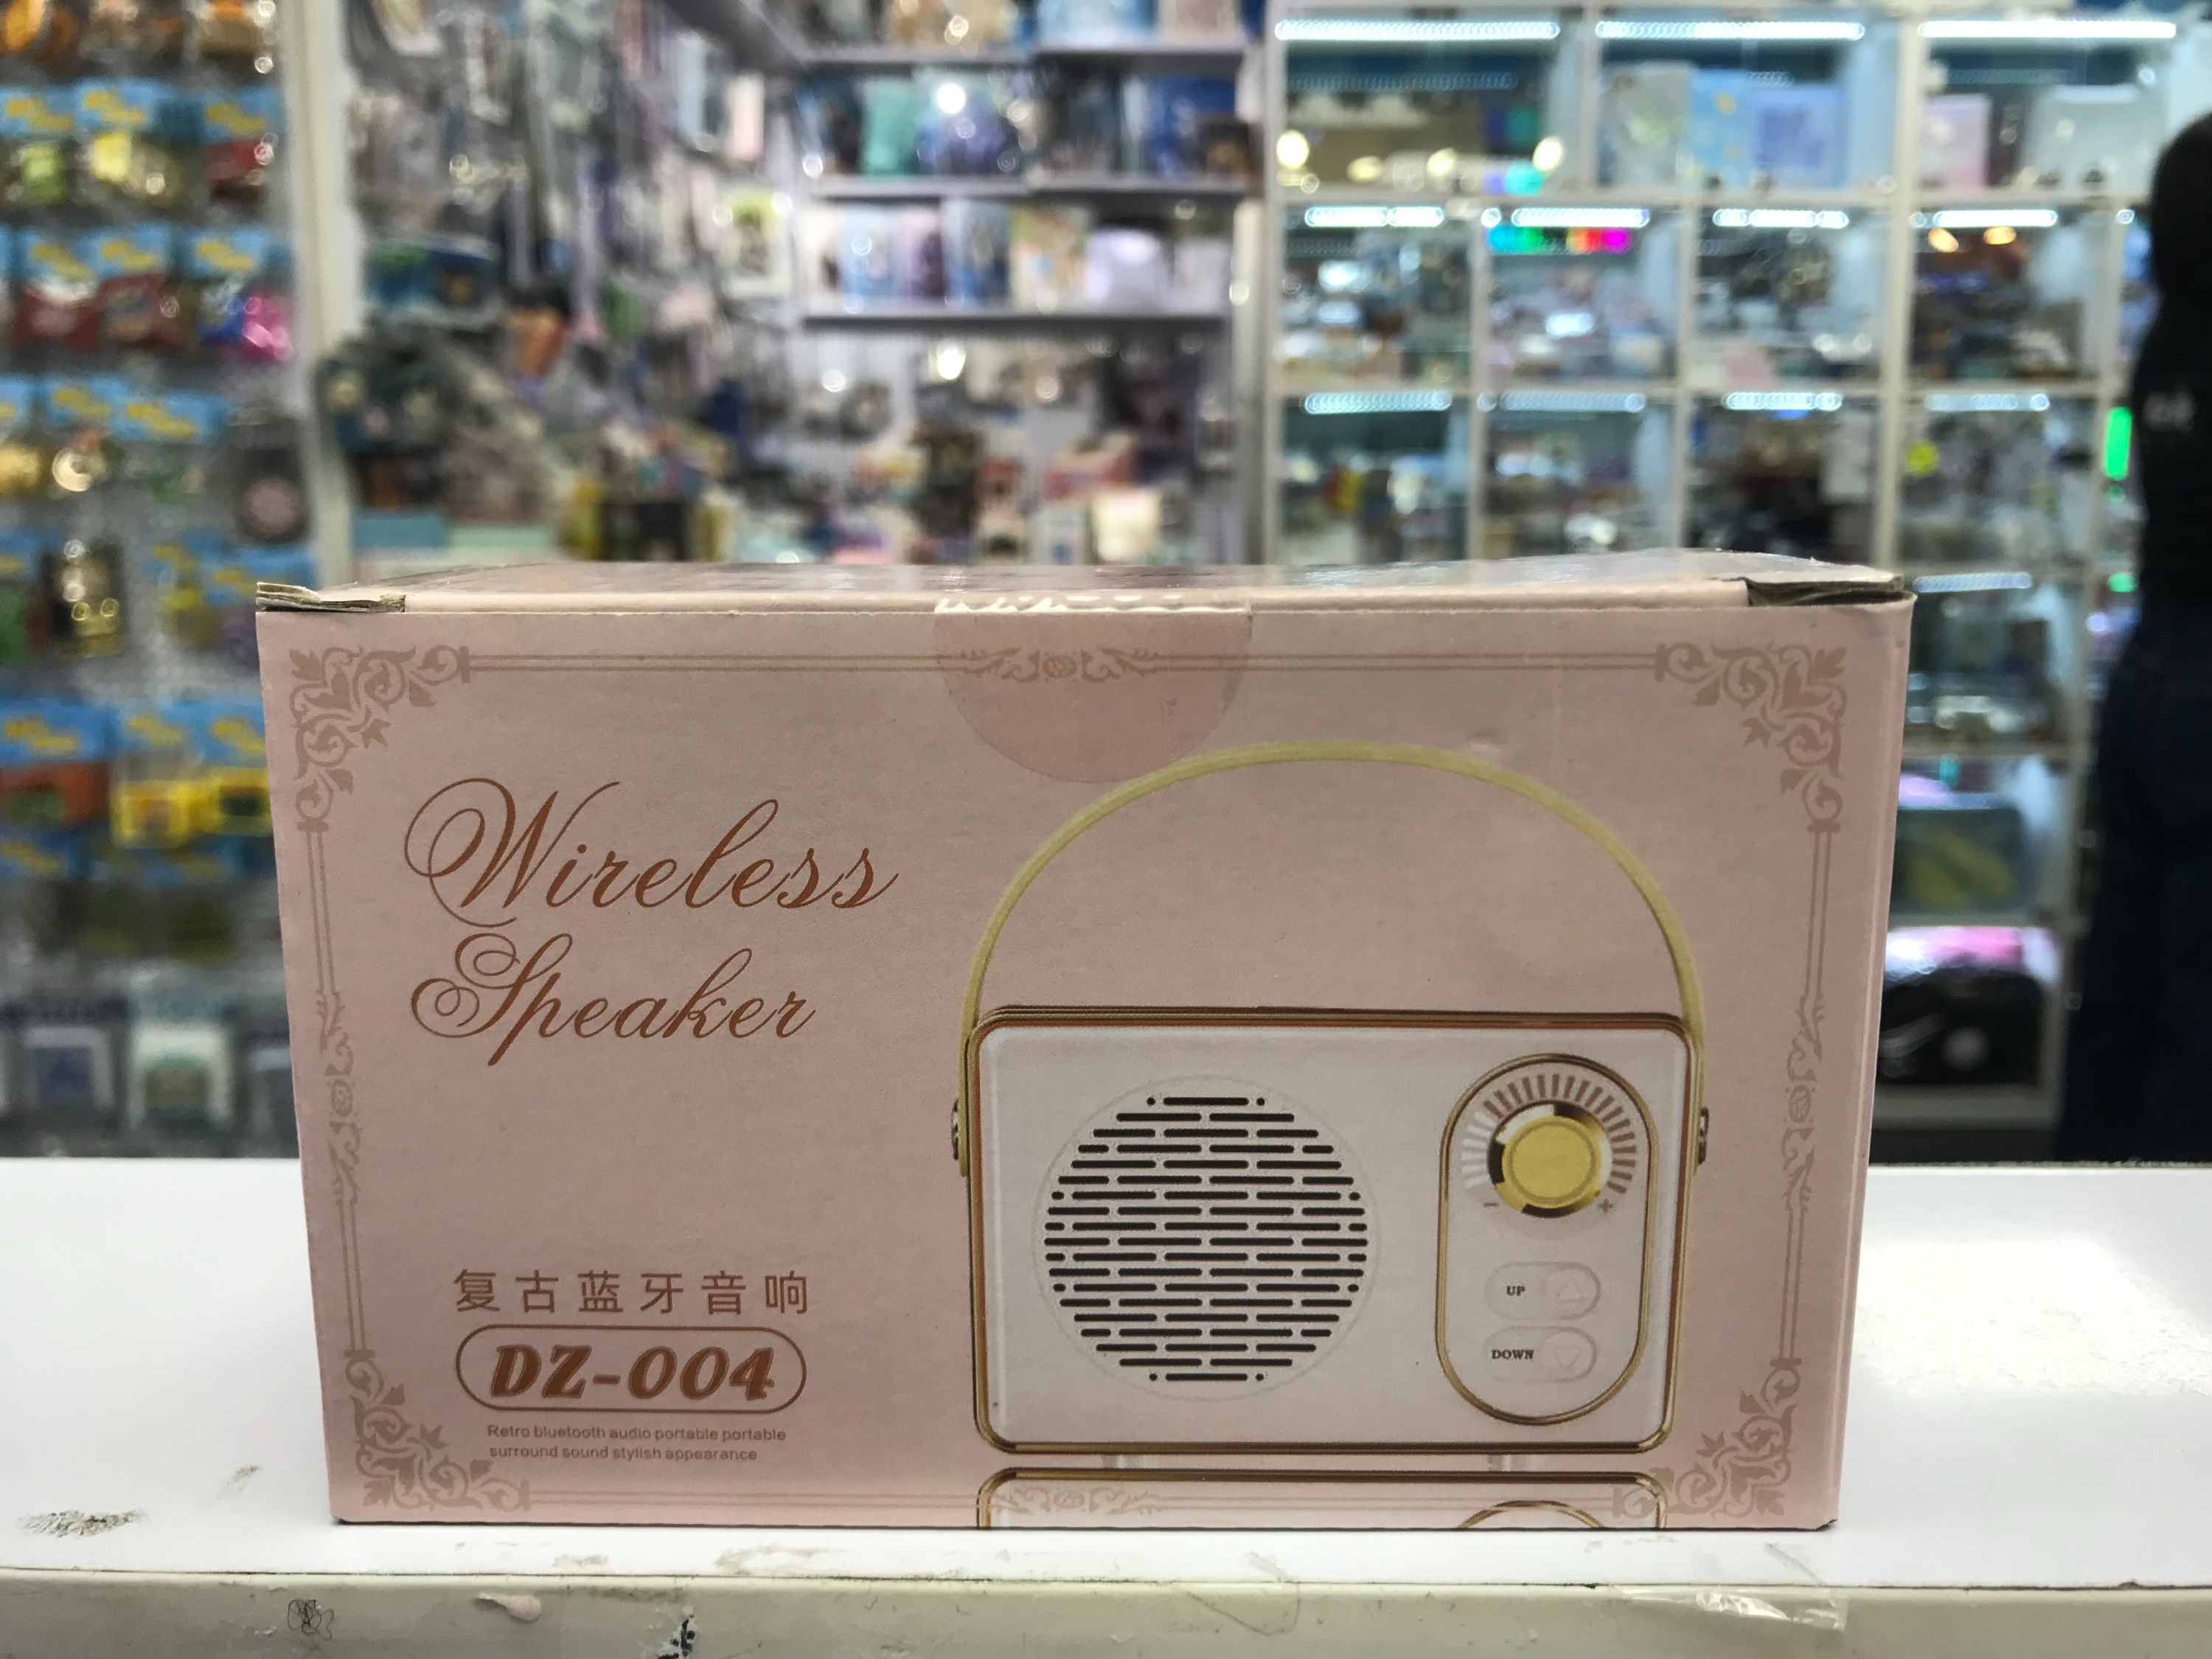 Wireless
Speaker
复古蓝牙音响
DZ-004
Retro bluetooth audio portable portable
surround sound stylish appearance
- +
UP
DOWN